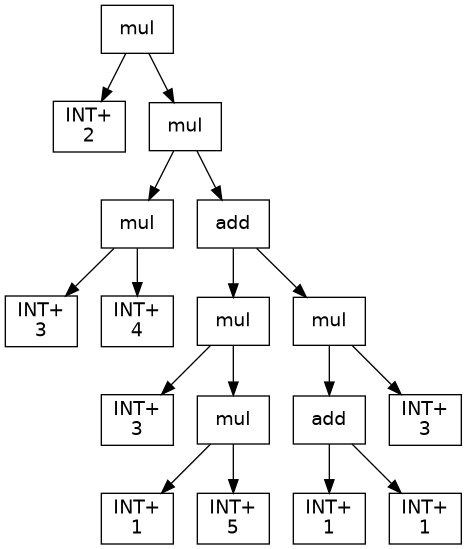 mul
INT+
2
mul
mul
add
INT+
3
INT+
4
mul
mul
INT+
3
mul
add
INT+
3
INT+
1
INT+
5
INT+
1
INT+
1